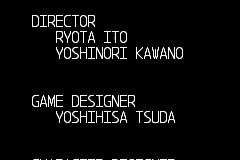 DIRECTOR
RYOTA ITO
YOSHINORI KAWANO
GAME DESIGNER
YOSHIHISA TSUDA